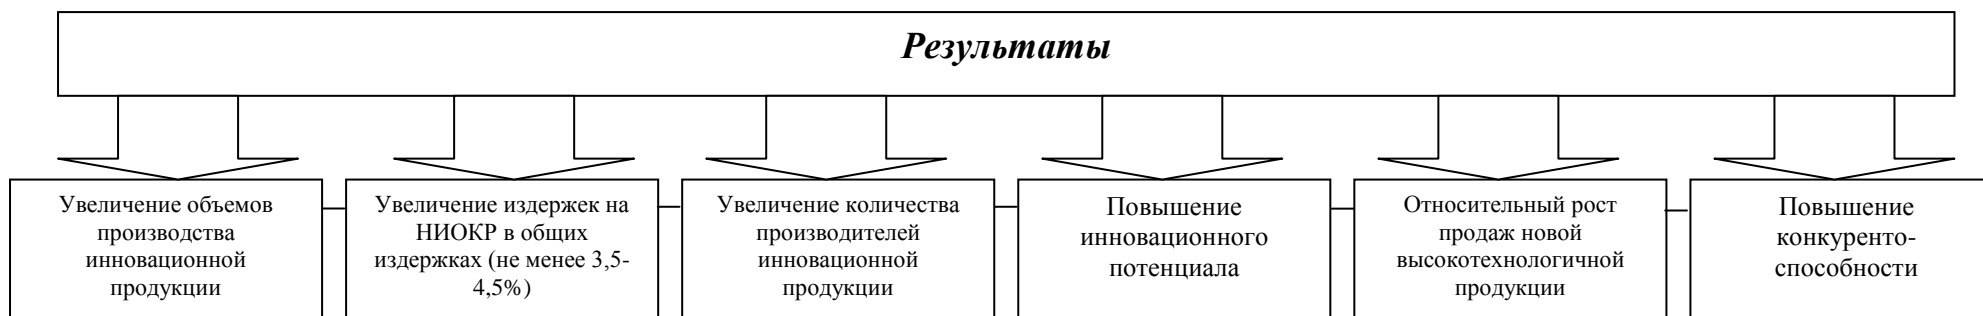 Результаты
Увеличение объемов
производства
инновационной
продукции
Увеличение издержек на
НИОКР в общих
издержках (не менее 3,5-
4,5%)
Увеличение количества
производителей
инновационной
продукции
Повышение
инновационного
потенциала
Относительный рост
продаж новой
высокотехнологичной
продукции
Повышение
конкуренто-
способности